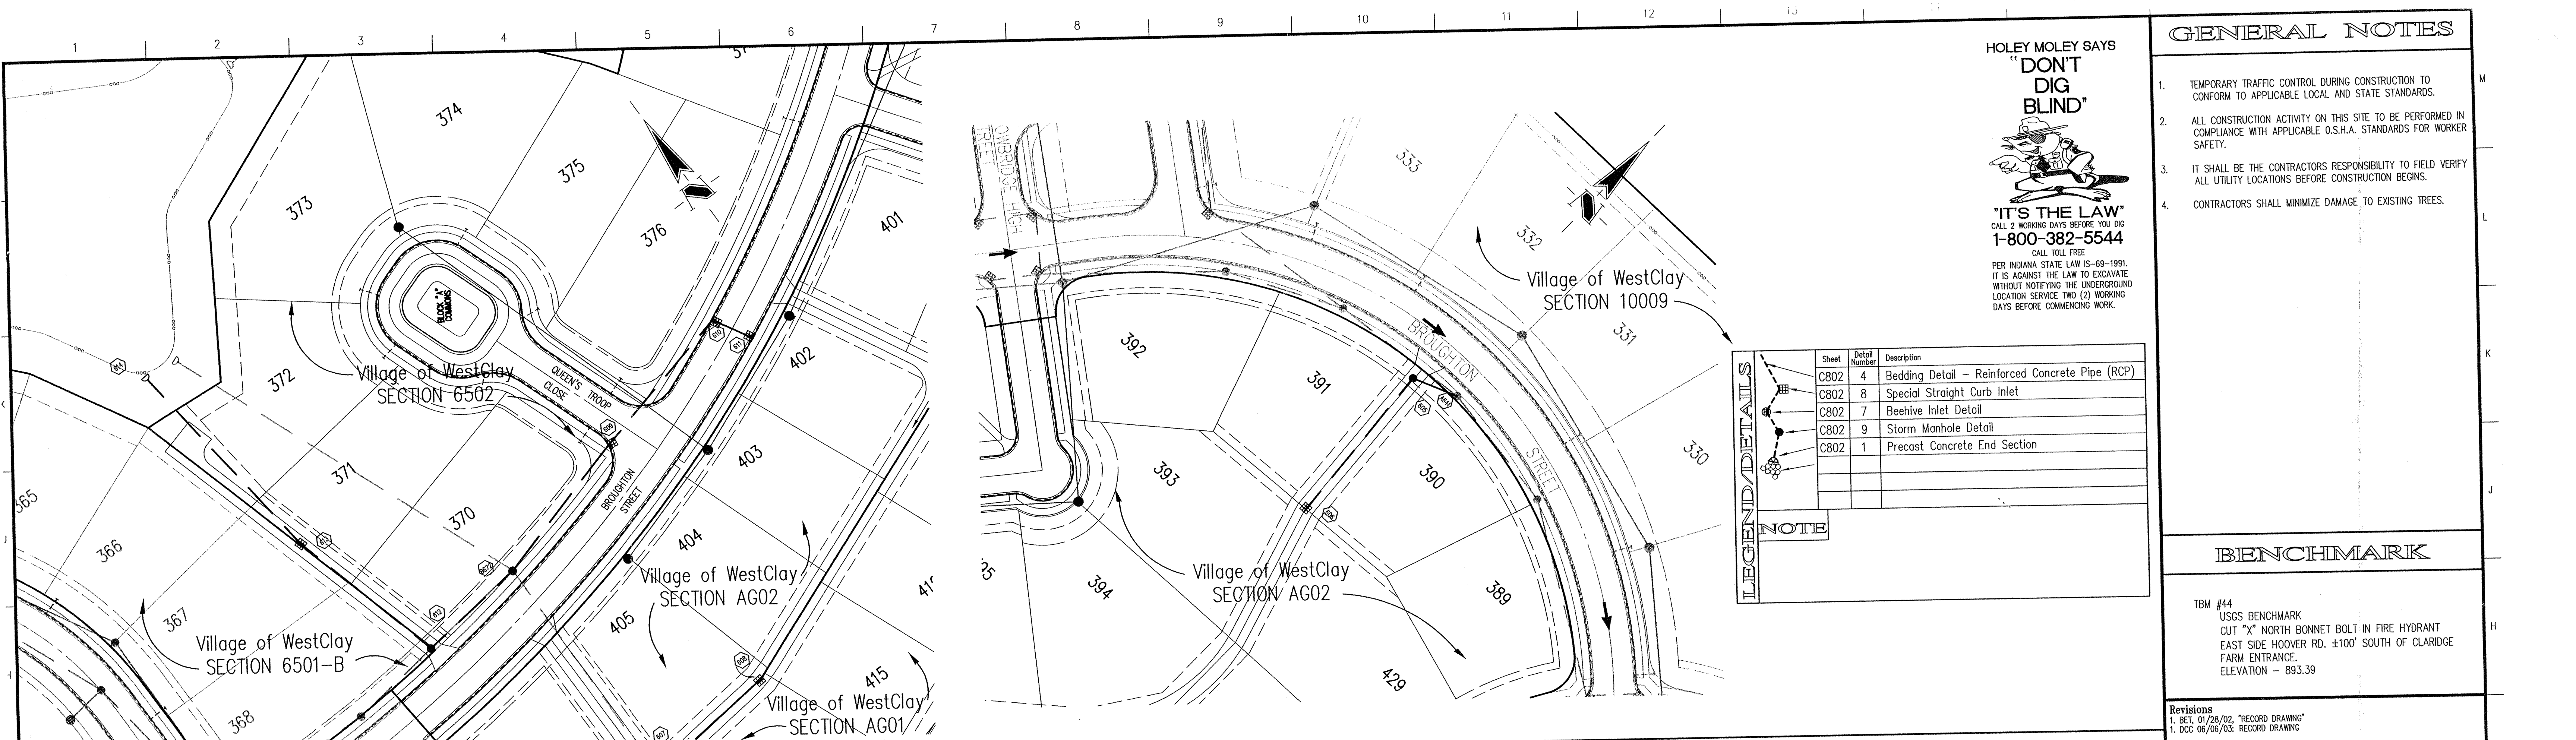 1 2 3 4 5 6 7 8 9 10 11 12
374
375
376
373
372
371
370
365
366
367
368
401
402
403
404
405
415
BLOCK "A"
COMMONS
QUEEN'S TROOP
CLOSE
BROUGHTON
STREET
610
611
609
614
613
612
608
607
Village of WestClay
SECTION 6502
Village of WestClay
SECTION 6501-B
Village of WestClay
SECTION AG02
Village of WestClay
SECTION AG01
333
332
331
330
392
391
390
393
394
389
429
605
606
BROUGHTON
STREET
Village of WestClay
SECTION 10009
Village of WestClay
SECTION AG02
HOLEY MOLEY SAYS
"DON'T
DIG
BLIND"
"IT'S THE LAW"
CALL 2 WORKING DAYS BEFORE YOU DIG
1-800-382-5544
CALL TOLL FREE
PER INDIANA STATE LAW IS-69-1991.
IT IS AGAINST THE LAW TO EXCAVATE
WITHOUT NOTIFYING THE UNDERGROUND
LOCATION SERVICE TWO (2) WORKING
DAYS BEFORE COMMENCING WORK.
LEGEND/DETAILS
Sheet Detail Number Description
C802 4 Bedding Detail - Reinforced Concrete Pipe (RCP)
C802 8 Special Straight Curb Inlet
C802 7 Beehive Inlet Detail
C802 9 Storm Manhole Detail
C802 1 Precast Concrete End Section
NOTE
GENERAL NOTES
1. TEMPORARY TRAFFIC CONTROL DURING CONSTRUCTION TO
CONFORM TO APPLICABLE LOCAL AND STATE STANDARDS.
2. ALL CONSTRUCTION ACTIVITY ON THIS SITE TO BE PERFORMED IN
COMPLIANCE WITH APPLICABLE O.S.H.A. STANDARDS FOR WORKER
SAFETY.
3. IT SHALL BE THE CONTRACTORS RESPONSIBILITY TO FIELD VERIFY
ALL UTILITY LOCATIONS BEFORE CONSTRUCTION BEGINS.
4. CONTRACTORS SHALL MINIMIZE DAMAGE TO EXISTING TREES.
M
L
K
J
H
BENCHMARK
TBM #44
USGS BENCHMARK
CUT "X" NORTH BONNET BOLT IN FIRE HYDRANT
EAST SIDE HOOVER RD. ±100' SOUTH OF CLARIDGE
FARM ENTRANCE.
ELEVATION - 893.39
Revisions
1. BET, 01/28/02, "RECORD DRAWING"
1. DCC 06/06/03: RECORD DRAWING